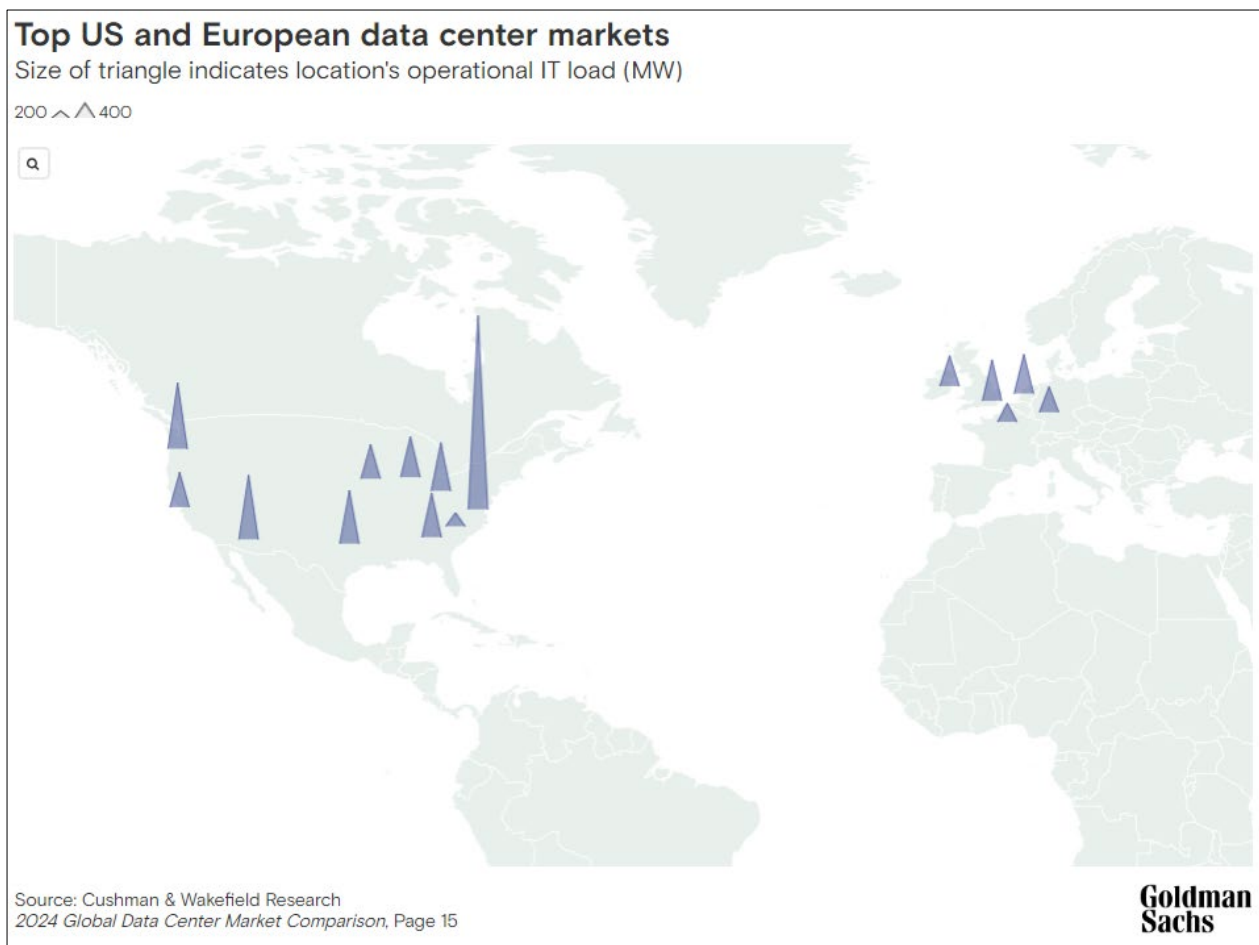 Top US and European data center markets
Size of triangle indicates location's operational IT load (MW)
200 400
Source: Cushman & Wakefield Research
2024 Global Data Center Market Comparison, Page 15
Goldman
Sachs